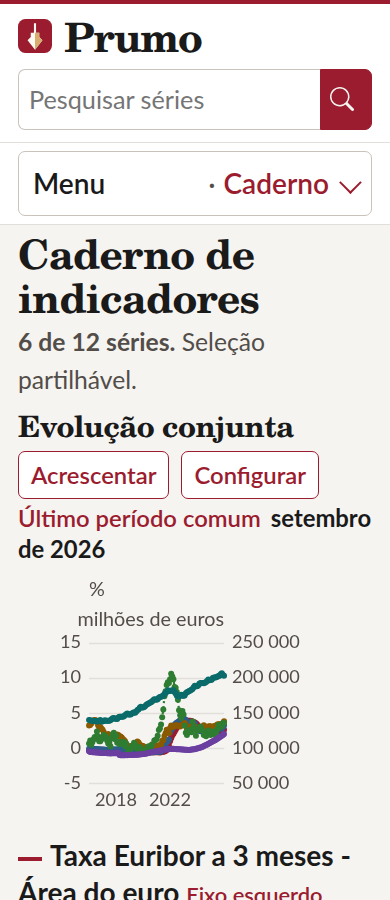 Prumo
Pesquisar séries
Menu · Caderno
Caderno de
indicadores
6 de 12 séries. Seleção
partilhável.
Evolução conjunta
Acrescentar Configurar
Último período comum setembro
de 2026
%
milhões de euros
15 250 000
10 200 000
5 150 000
0 100 000
-5 50 000
2018 2022
Taxa Euribor a 3 meses -
Área do euro Eixo esquerdo